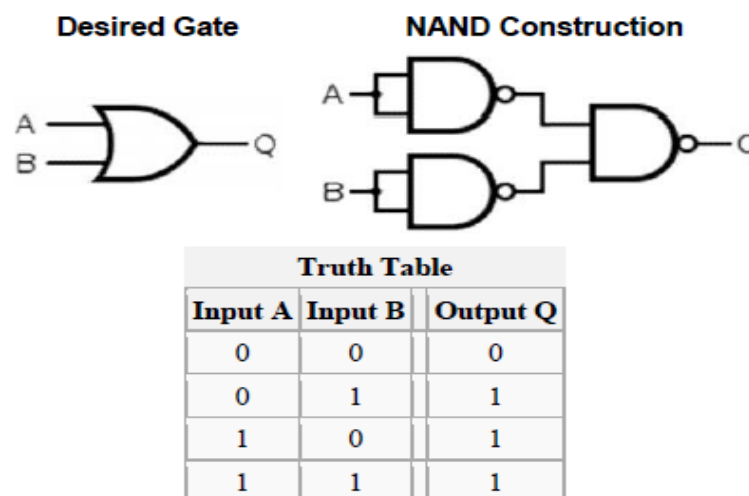 Desired Gate
NAND Construction
A
B
Q
A
B
Truth Table
Input A Input B Output Q
0 0 0
0 1 1
1 0 1
1 1 1